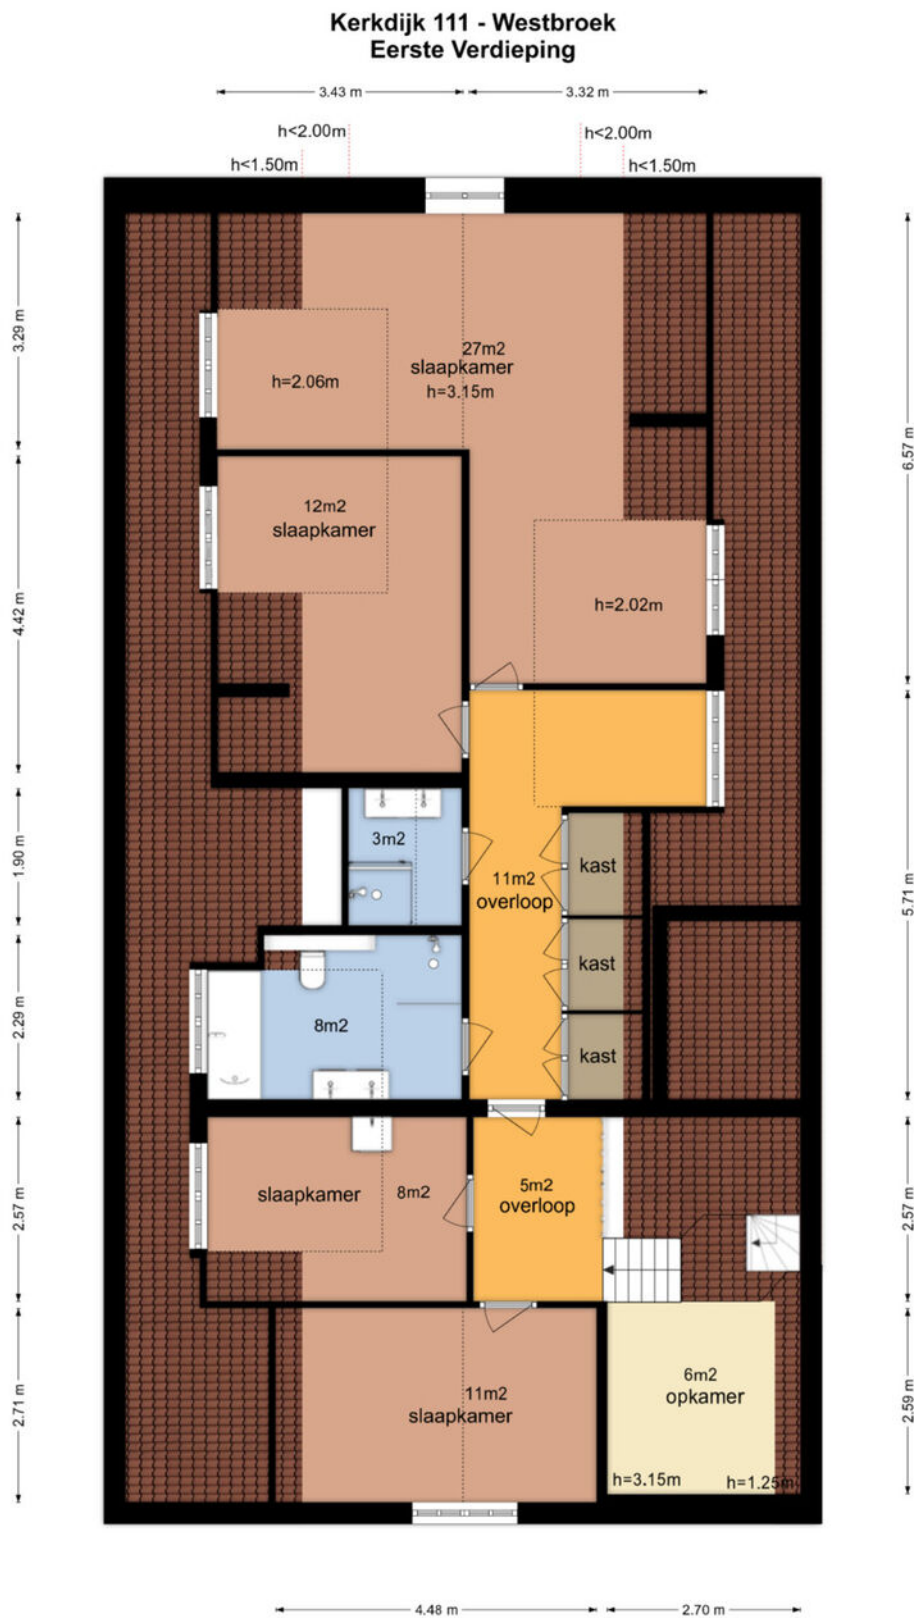 Kerkdijk 111 - Westbroek
Eerste Verdieping
3.43 m
3.32 m
h<2.00m
h<2.00m
h<1.50m
h<1.50m
3.29 m
27m2
slaapkamer
h=3.15m
h=2.06m
6.57 m
12m2
slaapkamer
4.42 m
h=2.02m
3m2
1.90 m
kast
11m2
overloop
5.71 m
kast
2.29 m
8m2
kast
slaapkamer
8m2
5m2
overloop
2.57 m
2.57 m
6m2
opkamer
11m2
slaapkamer
2.71 m
2.59 m
h=3.15m
h=1.25m
4.48 m
2.70 m